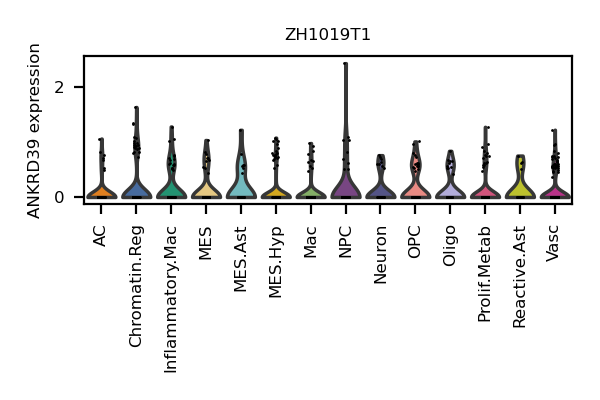 ZH1019T1
ANKRD39 expression
2
0
AC
Chromatin.Reg
Inflammatory.Mac
MES
MES.Ast
MES.Hyp
Mac
NPC
Neuron
OPC
Oligo
Prolif.Metab
Reactive.Ast
Vasc